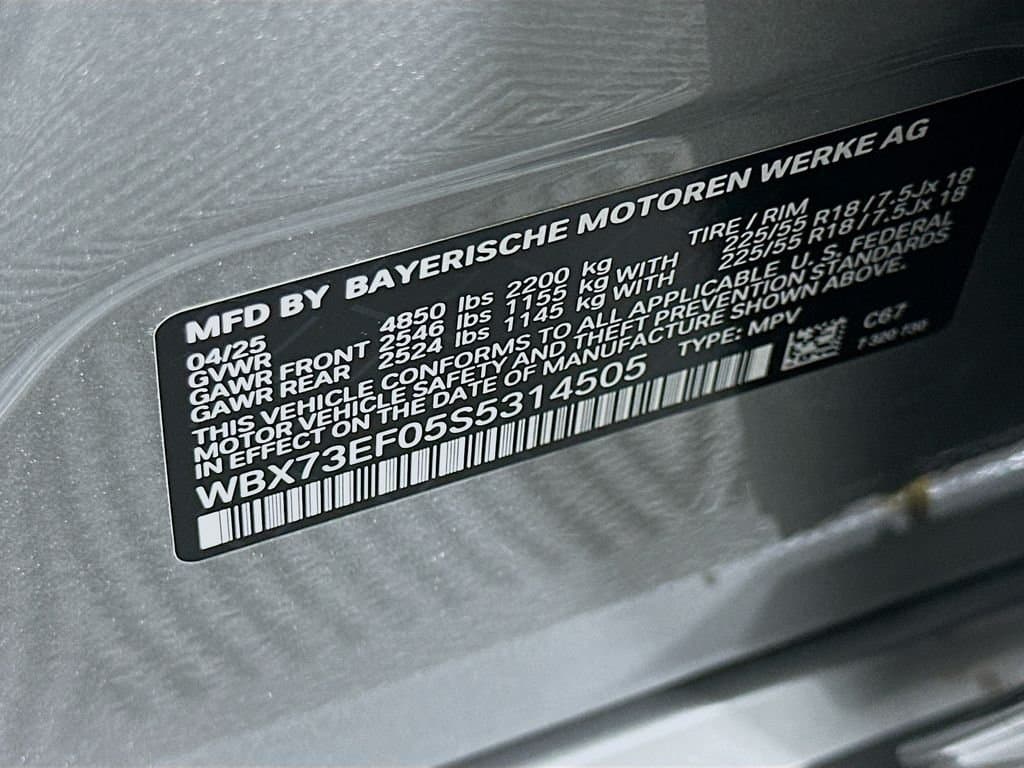 MFD BY BAYERISCHE MOTOREN WERKE AG
04/25 TIRE / RIM
GVWR 4850 lbs 2200 kg
GAWR FRONT 2546 lbs 1155 kg WITH 225/55 R18 / 7.5Jx 18
GAWR REAR 2524 lbs 1145 kg WITH 225/55 R18 / 7.5Jx 18
THIS VEHICLE CONFORMS TO ALL APPLICABLE U. S. FEDERAL
MOTOR VEHICLE SAFETY AND THEFT PREVENTION STANDARDS
IN EFFECT ON THE DATE OF MANUFACTURE SHOWN ABOVE.
WBX73EF05S5314505 TYPE: MPV C67